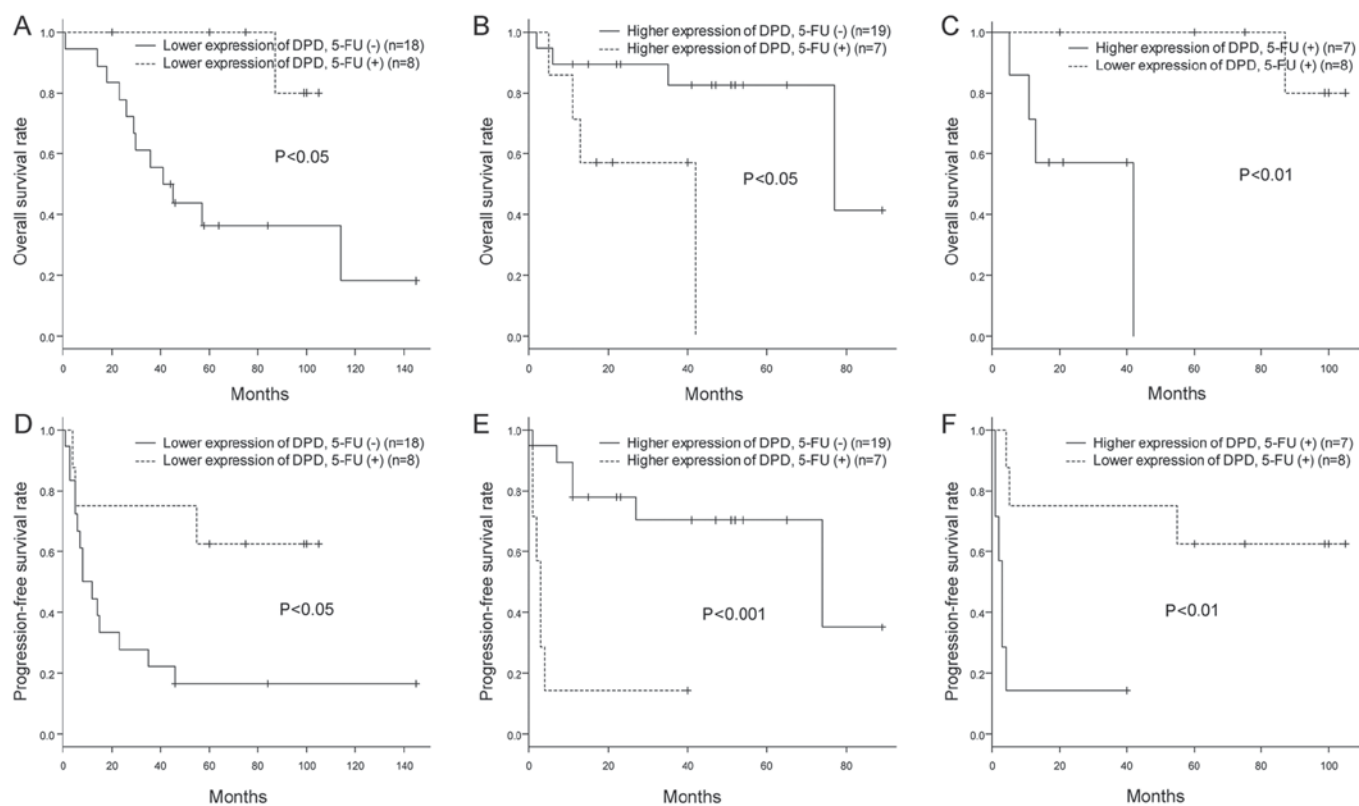 A
Lower expression of DPD, 5-FU (-) (n=18)
Lower expression of DPD, 5-FU (+) (n=8)
P<0.05
Overall survival rate
1.0
0.8
0.6
0.4
0.2
0.0
0 20 40 60 80 100 120 140
Months
B
Higher expression of DPD, 5-FU (-) (n=19)
Higher expression of DPD, 5-FU (+) (n=7)
P<0.05
Overall survival rate
1.0
0.8
0.6
0.4
0.2
0.0
0 20 40 60 80
Months
C
Higher expression of DPD, 5-FU (+) (n=7)
Lower expression of DPD, 5-FU (+) (n=8)
P<0.01
Overall survival rate
1.0
0.8
0.6
0.4
0.2
0.0
0 20 40 60 80 100
Months
D
Lower expression of DPD, 5-FU (-) (n=18)
Lower expression of DPD, 5-FU (+) (n=8)
P<0.05
Progression-free survival rate
1.0
0.8
0.6
0.4
0.2
0.0
0 20 40 60 80 100 120 140
Months
E
Higher expression of DPD, 5-FU (-) (n=19)
Higher expression of DPD, 5-FU (+) (n=7)
P<0.001
Progression-free survival rate
1.0
0.8
0.6
0.4
0.2
0.0
0 20 40 60 80
Months
F
Higher expression of DPD, 5-FU (+) (n=7)
Lower expression of DPD, 5-FU (+) (n=8)
P<0.01
Progression-free survival rate
1.0
0.8
0.6
0.4
0.2
0.0
0 20 40 60 80 100
Months